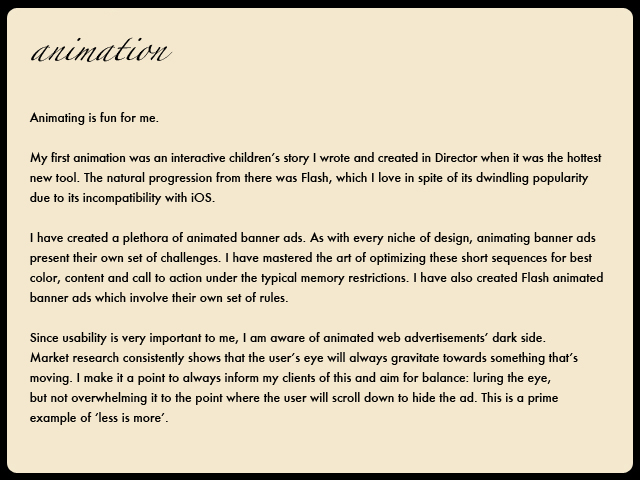 animation
Animating is fun for me.
My first animation was an interactive children's story I wrote and created in Director when it was the hottest
new tool. The natural progression from there was Flash, which I love in spite of its dwindling popularity
due to its incompatibility with iOS.
I have created a plethora of animated banner ads. As with every niche of design, animating banner ads
present their own set of challenges. I have mastered the art of optimizing these short sequences for best
color, content and call to action under the typical memory restrictions. I have also created Flash animated
banner ads which involve their own set of rules.
Since usability is very important to me, I am aware of animated web advertisements' dark side.
Market research consistently shows that the user's eye will always gravitate towards something that's
moving. I make it a point to always inform my clients of this and aim for balance: luring the eye,
but not overwhelming it to the point where the user will scroll down to hide the ad. This is a prime
example of 'less is more'.